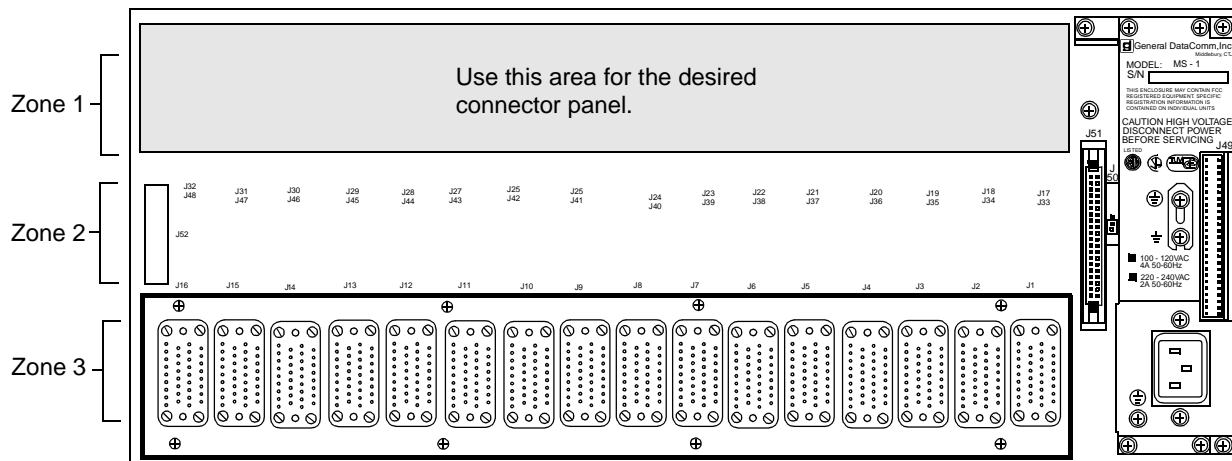 Use this area for the desired
connector panel.
Zone 1
Zone 2
Zone 3
J32 J31 J30 J29 J28 J27 J25 J25 J24 J23 J22 J21 J20 J19 J18 J17
J48 J47 J46 J45 J44 J43 J42 J41 J40 J39 J38 J37 J36 J35 J34 J33
J52
J16 J15 J14 J13 J12 J11 J10 J9 J8 J7 J6 J5 J4 J3 J2 J1
General DataComm,Inc
Middlebury, CT.
MODEL: MS - 1
S/N
THIS ENCLOSURE MAY CONTAIN FCC
REGISTERED EQUIPMENT. SPECIFIC
REGISTRATION INFORMATION IS
CONTAINED ON INDIVIDUAL UNITS
CAUTION HIGH VOLTAGE
DISCONNECT POWER
BEFORE SERVICING
J51
J49
LISTED
J
50
100 - 120VAC
4A 50-60Hz
220 - 240VAC
2A 50-60Hz